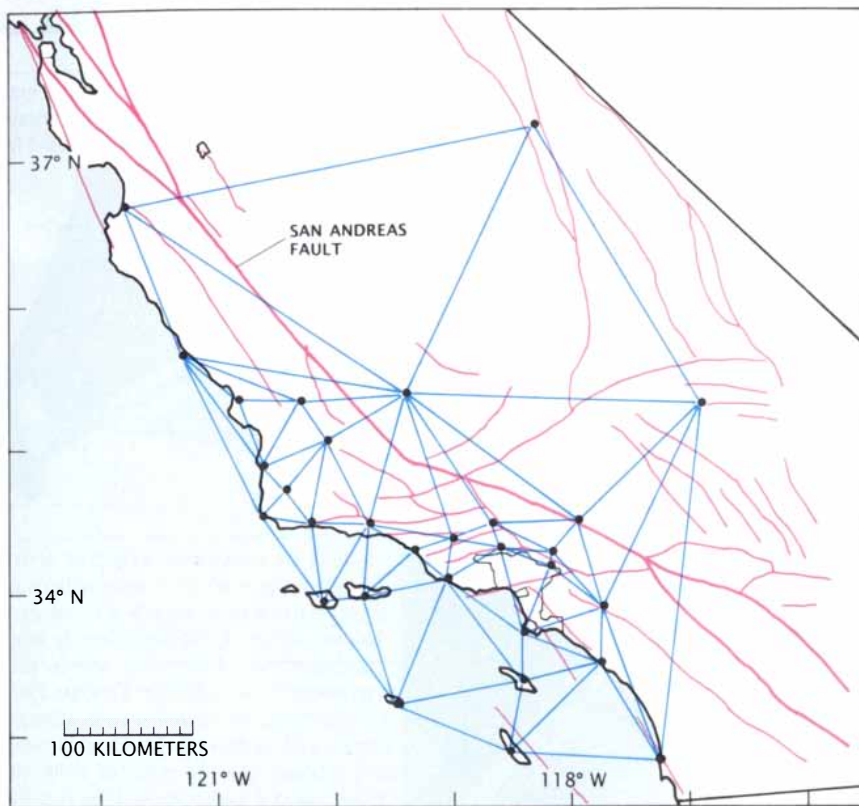 37° N
SAN ANDREAS
FAULT
34° N
100 KILOMETERS
121° W
118° W